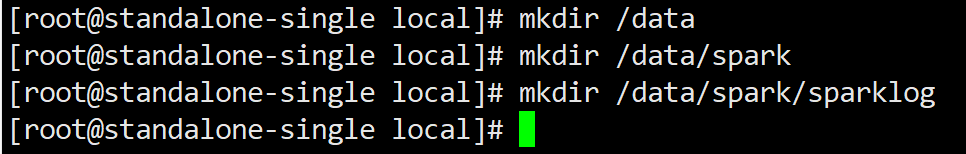 [root@standalone-single local]# mkdir /data
[root@standalone-single local]# mkdir /data/spark
[root@standalone-single local]# mkdir /data/spark/sparklog
[root@standalone-single local]#